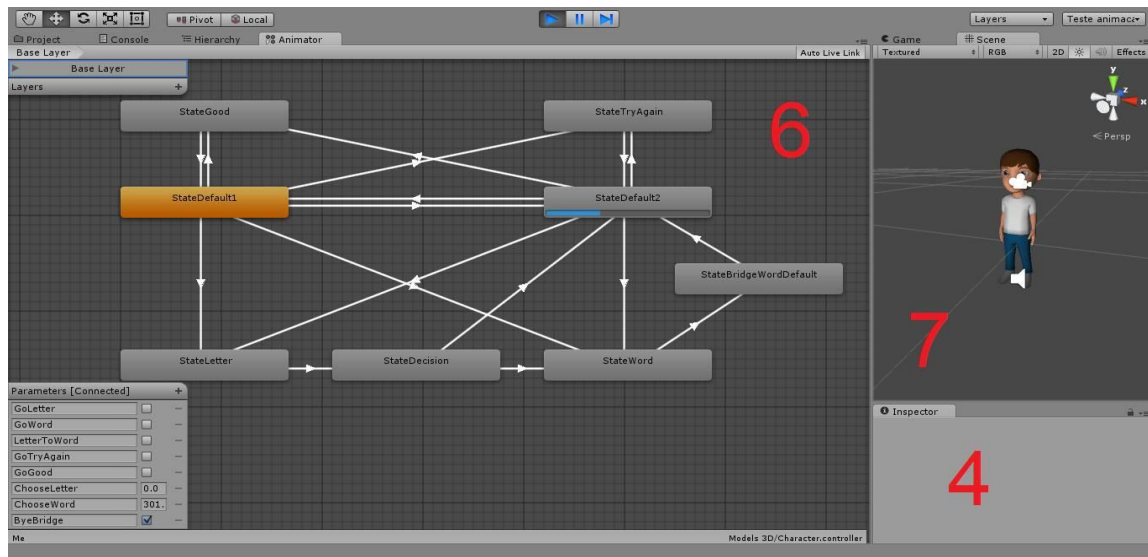 Pivot Local Layers Teste animaca
Project Console Hierarchy Animator Game Scene
Base Layer Auto Live Link Textured RGB 2D Effects
Base Layer
Layers +
StateGood StateTryAgain
6
y
z
x
Persp
StateDefault1 StateDefault2
StateBridgeWordDefault
7
StateLetter StateDecision StateWord
Parameters [Connected] +
GoLetter
GoWord
LetterToWord
GoTryAgain
GoGood
ChooseLetter 0.0
ChooseWord 301.
ByeBridge
Inspector
4
Me Models 3D/Character.controller